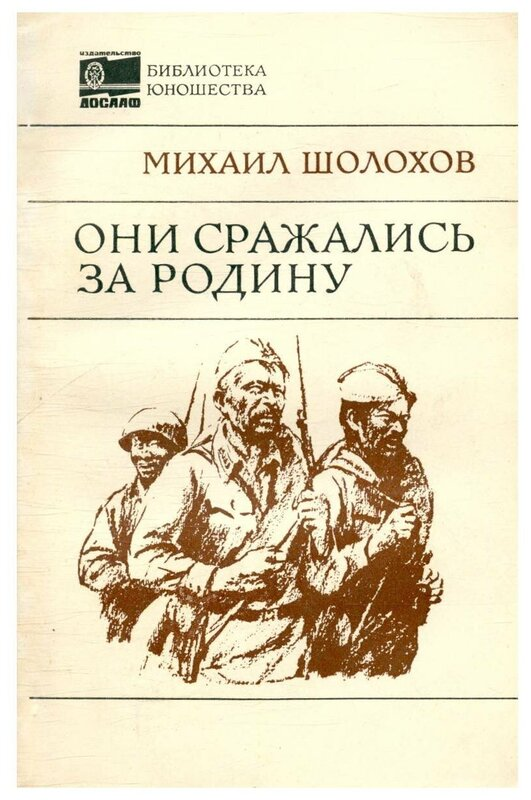 издательство
ДОСААФ
БИБЛИОТЕКА
ЮНОШЕСТВА
МИХАИЛ ШОЛОХОВ
ОНИ СРАЖАЛИСЬ
ЗА РОДИНУ